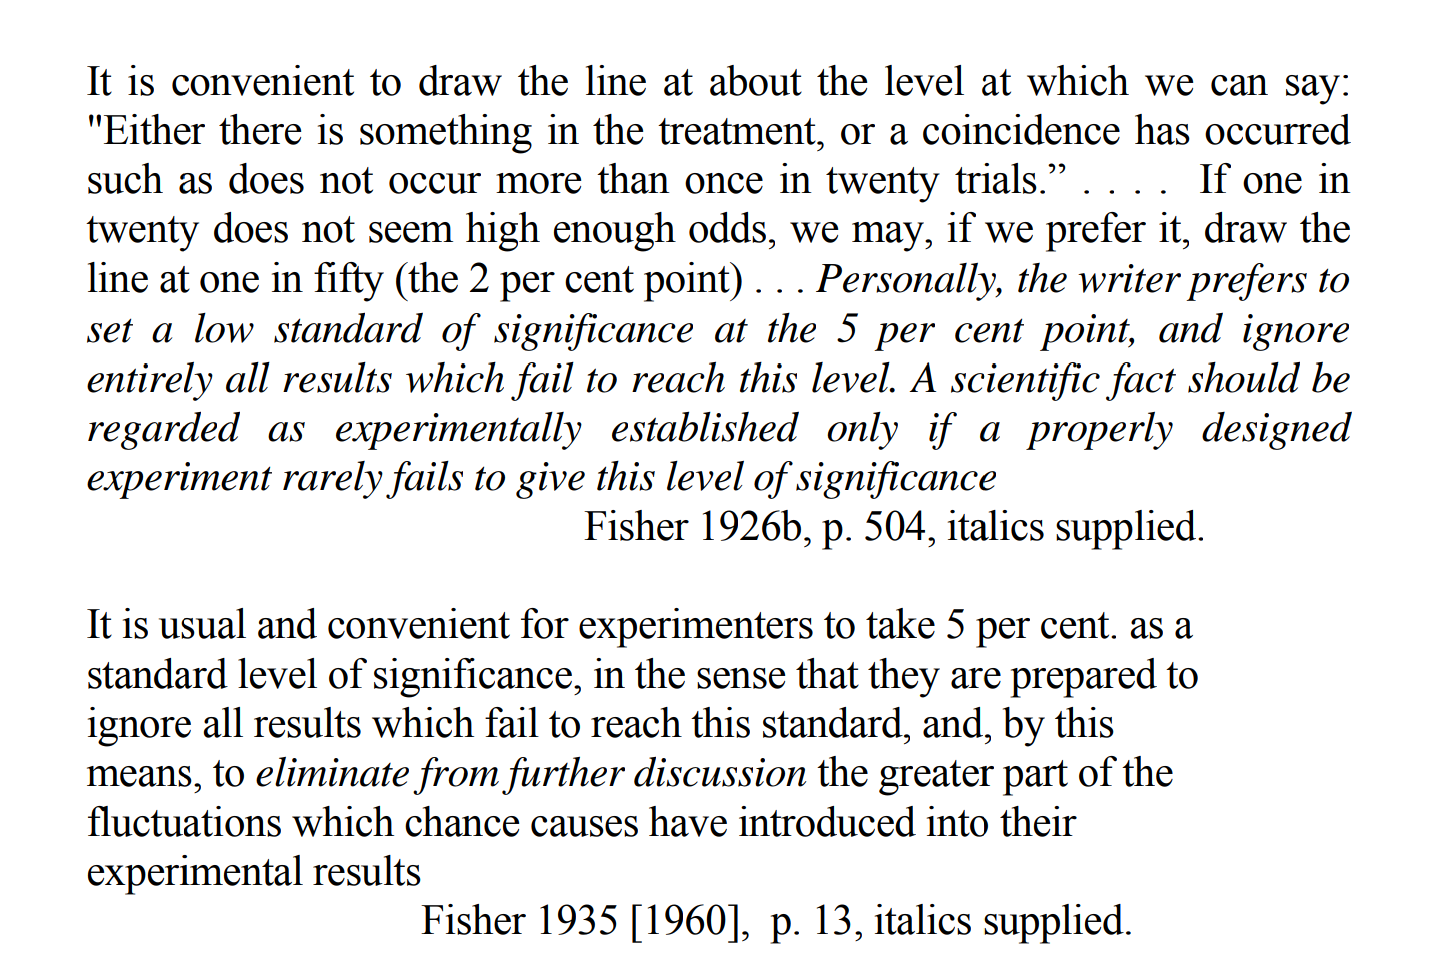 It is convenient to draw the line at about the level at which we can say:
"Either there is something in the treatment, or a coincidence has occurred
such as does not occur more than once in twenty trials.” . . . . If one in
twenty does not seem high enough odds, we may, if we prefer it, draw the
line at one in fifty (the 2 per cent point) . . . Personally, the writer prefers to
set a low standard of significance at the 5 per cent point, and ignore
entirely all results which fail to reach this level. A scientific fact should be
regarded as experimentally established only if a properly designed
experiment rarely fails to give this level of significance
Fisher 1926b, p. 504, italics supplied.
It is usual and convenient for experimenters to take 5 per cent. as a
standard level of significance, in the sense that they are prepared to
ignore all results which fail to reach this standard, and, by this
means, to eliminate from further discussion the greater part of the
fluctuations which chance causes have introduced into their
experimental results
Fisher 1935 [1960], p. 13, italics supplied.